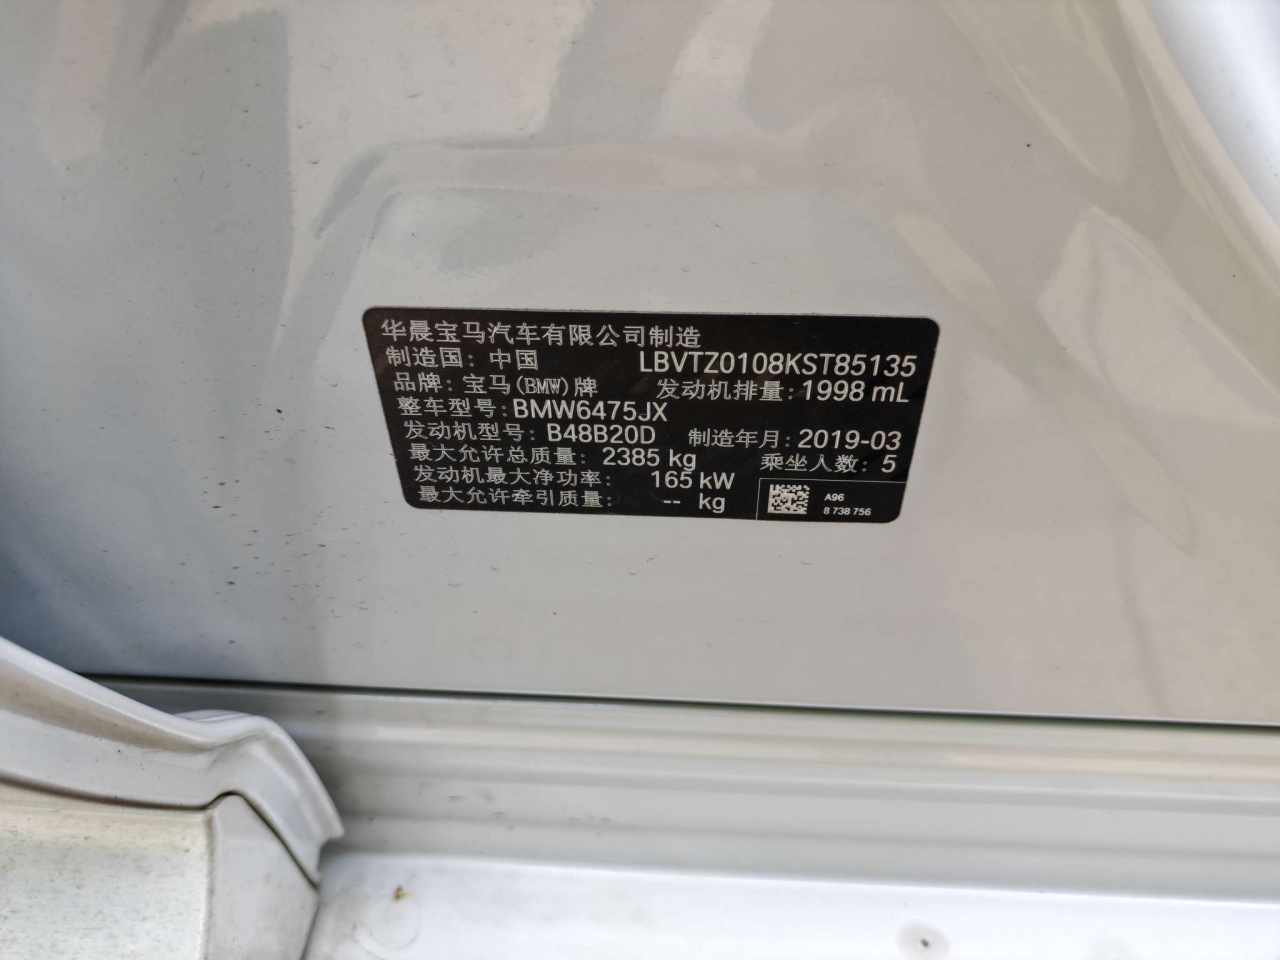 华晨宝马汽车有限公司制造
制造国: 中国 LBVTZ0108KST85135
品牌: 宝马(BMW)牌 发动机排量: 1998 mL
整车型号: BMW6475JX
发动机型号: B48B20D 制造年月: 2019-03
最大允许总质量: 2385 kg 乘坐人数: 5
发动机最大净功率: 165 kW
最大允许牵引质量: -- kg
A96
8 738 756